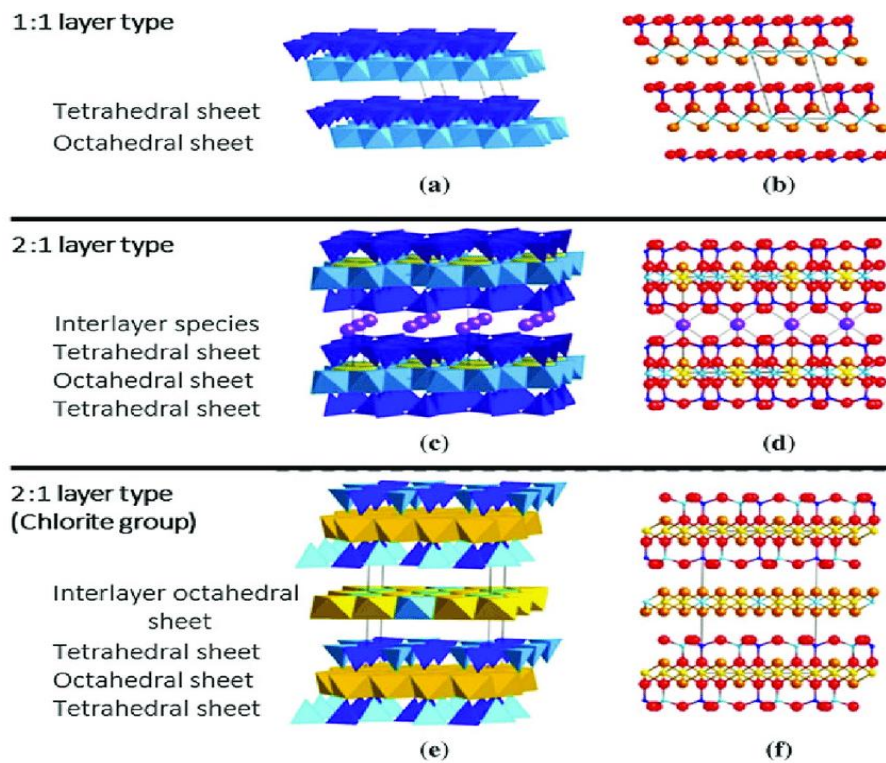 1:1 layer type
Tetrahedral sheet
Octahedral sheet
(a)
(b)
2:1 layer type
Interlayer species
Tetrahedral sheet
Octahedral sheet
Tetrahedral sheet
(c)
(d)
2:1 layer type
(Chlorite group)
Interlayer octahedral
sheet
Tetrahedral sheet
Octahedral sheet
Tetrahedral sheet
(e)
(f)